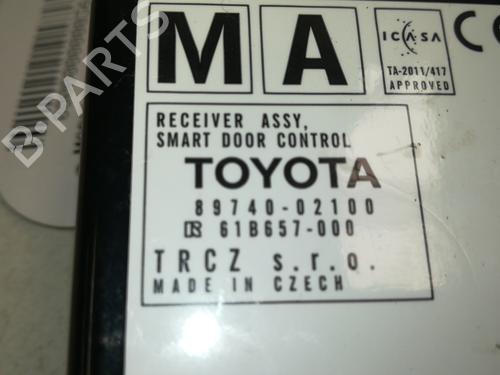 M A
ICASA
TA-2011/417
APPROVED
CE
RECEIVER ASSY,
SMART DOOR CONTROL
TOYOTA
89740-02100
61B657-000
TRCZ s.r.o.
MADE IN CZECH
B-PARTS